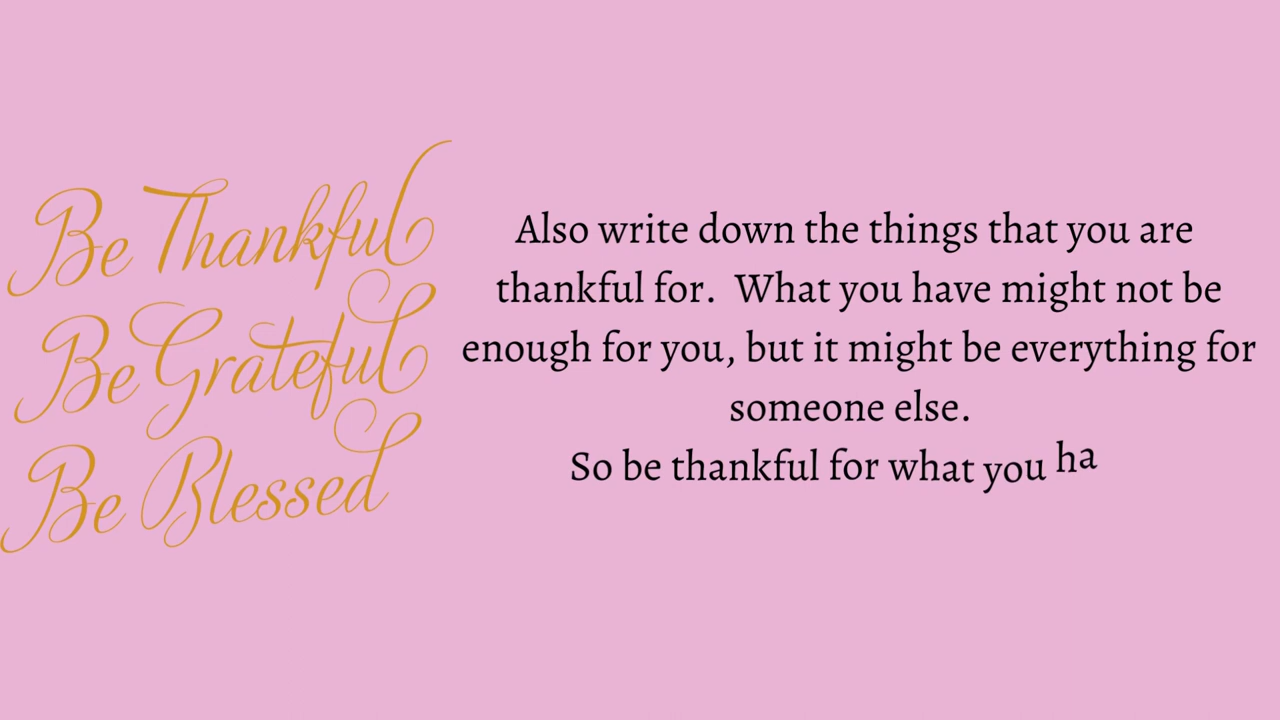 Be Thankful
Be Grateful
Be Blessed
Also write down the things that you are
thankful for.  What you have might not be
enough for you, but it might be everything for
someone else.
So be thankful for what you ha